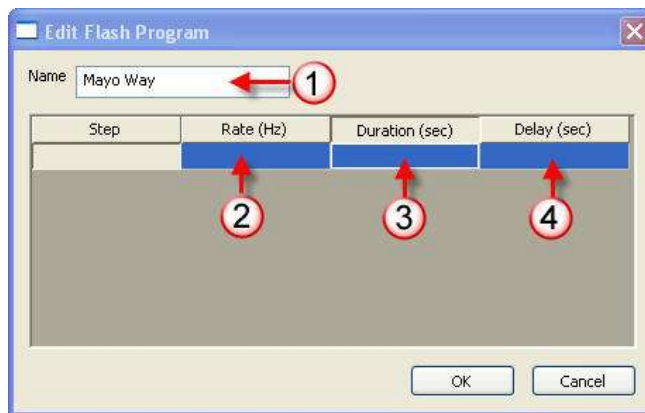 Edit Flash Program
Name Mayo Way 1
Step Rate (Hz) Duration (sec) Delay (sec)
2 3 4
OK Cancel